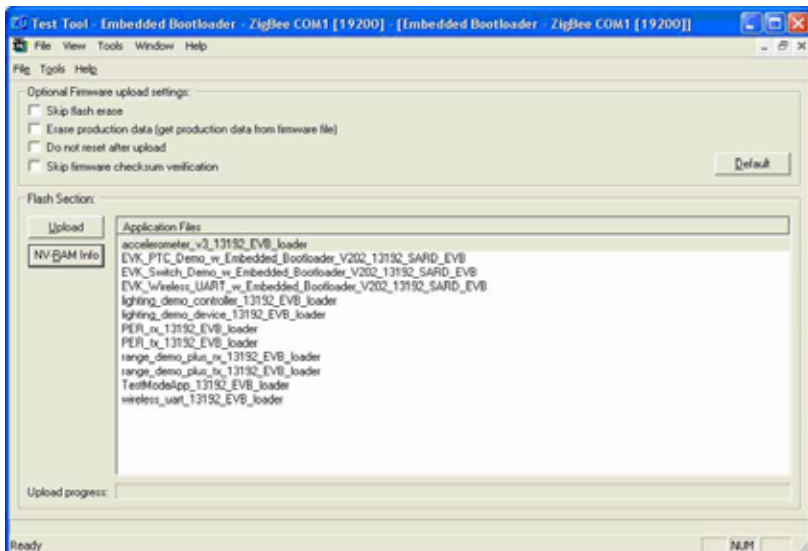 Test Tool - Embedded Bootloader - ZigBee COM1 [19200] - [Embedded Bootloader - ZigBee COM1 [19200]]
File View Tools Window Help
File Tools Help
Optional Firmware upload settings:
Skip flash erase
Erase production data (get production data from firmware file)
Do not reset after upload
Skip firmware checksum verification
Default
Flash Section:
Upload
Application Files
NV-RAM Info
accelerometer_v3_13192_EVB_loader
EVK_PTC_Demo_w_Embedded_Bootloader_V202_13192_SARD_EVB
EVK_Switch_Demo_w_Embedded_Bootloader_V202_13192_SARD_EVB
EVK_Wireless_UART_w_Embedded_Bootloader_V202_13192_SARD_EVB
lighting_demo_controller_13192_EVB_loader
lighting_demo_device_13192_EVB_loader
PER_rx_13192_EVB_loader
PER_tx_13192_EVB_loader
range_demo_plus_rx_13192_EVB_loader
range_demo_plus_tx_13192_EVB_loader
TestModeApp_13192_EVB_loader
wireless_uart_13192_EVB_loader
Upload progress:
Ready
NUM